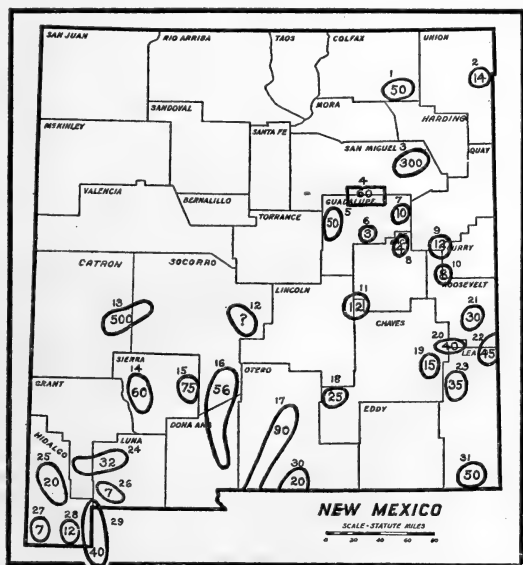 SAN JUAN
RIO ARRIBA
TAOS
COLFAX
UNION
2
14
1
50
SANDOVAL
MORA
HARDING
MSKINLEY
SANTA FE
SAN MIGUEL 3
300
QUAY
4
60
VALENCIA
BERNALILLO
GUADALUPE
7
10
TORRANCE
50
5
6
3
4
8
9
12
CURRY
10
8
CATRON
SOCORRO
ROOSEVELT
LINCOLN
11
12
21
30
13
500
12
?
CHAVES
20
40
22
LEA
45
SIERRA
14
60
15
75
16
56
OTERO
19
15
23
35
GRANT
18
25
17
90
EDDY
DONA ANA
HIDALGO
LUNA
24
32
25
20
26
7
30
20
31
50
27
7
28
12
29
40
NEW MEXICO
SCALE-STATUTE MILES
0 20 40 60 80